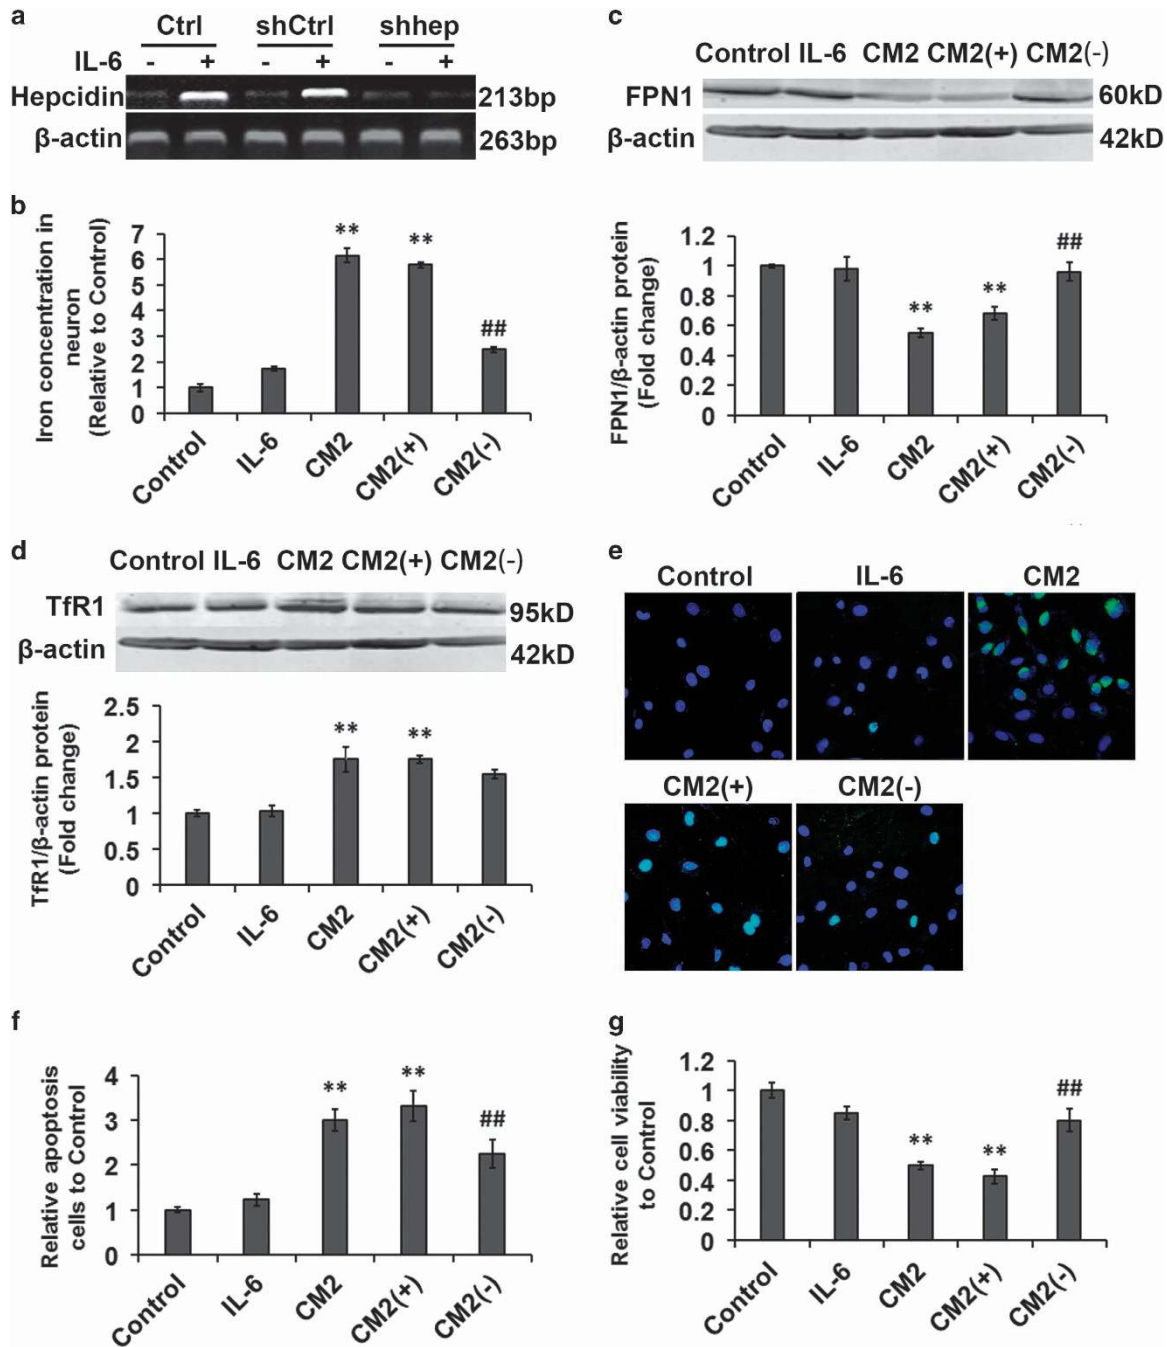 a
Ctrl shCtrl shhep
IL-6 - + - + - +
Hepcidin 213bp
β-actin 263bp
c
Control IL-6 CM2 CM2(+) CM2(-)
FPN1 60kD
β-actin 42kD
b
Iron concentration in
neuron
(Relative to Control)
7
6
5
4
3
2
1
0
** ** ##
Control IL-6 CM2 CM2(+) CM2(-)
FPN1/β-actin protein
(Fold change)
1.2
1
0.8
0.6
0.4
0.2
0
** ** ##
Control IL-6 CM2 CM2(+) CM2(-)
d
Control IL-6 CM2 CM2(+) CM2(-)
TfR1 95kD
β-actin 42kD
TfR1/β-actin protein
(Fold change)
2.5
2
1.5
1
0.5
0
** **
Control IL-6 CM2 CM2(+) CM2(-)
e
Control IL-6 CM2
CM2(+) CM2(-)
f
Relative apoptosis
cells to Control
4
3
2
1
0
** ** ##
Control IL-6 CM2 CM2(+) CM2(-)
g
Relative cell viability
to Control
1.2
1
0.8
0.6
0.4
0.2
0
** ** ##
Control IL-6 CM2 CM2(+) CM2(-)